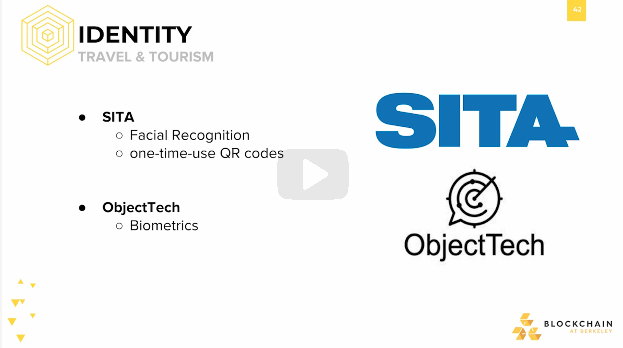 42
IDENTITY
TRAVEL & TOURISM
● SITA
○ Facial Recognition
○ one-time-use QR codes
● ObjectTech
○ Biometrics
SITA
ObjectTech
BLOCKCHAIN
AT BERKELEY